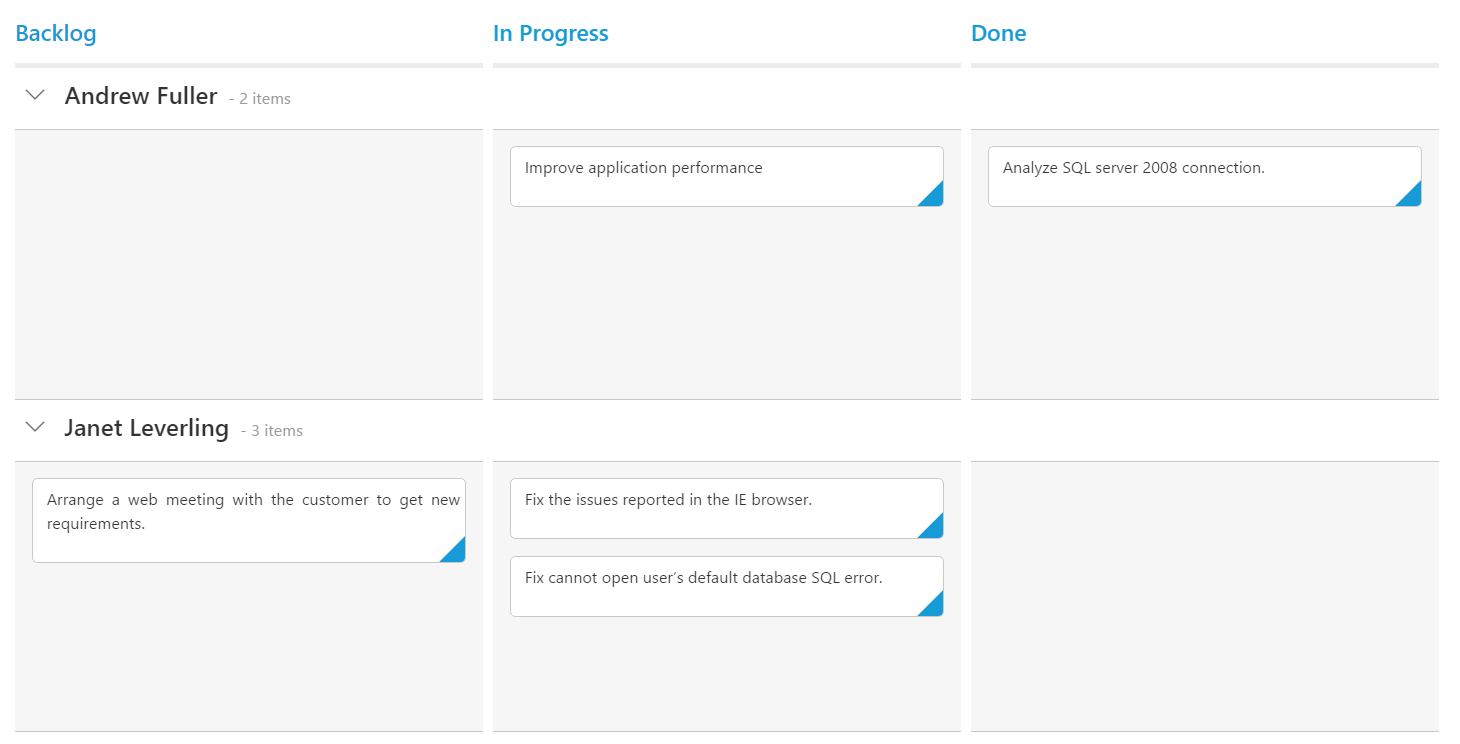 Backlog
In Progress
Done
Andrew Fuller - 2 items
Improve application performance
Analyze SQL server 2008 connection.
Janet Leverling - 3 items
Arrange a web meeting with the customer to get new
requirements.
Fix the issues reported in the IE browser.
Fix cannot open user’s default database SQL error.